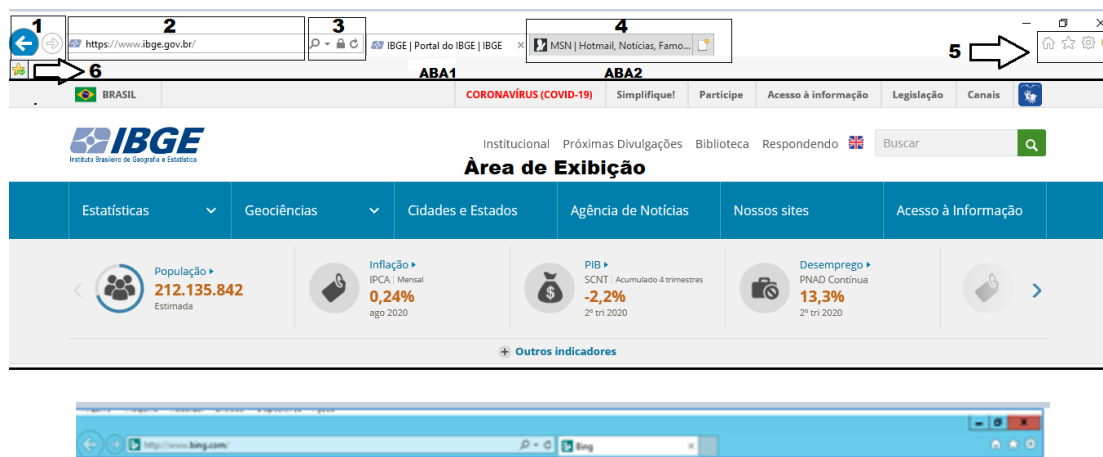 1 2 3 4
https://www.ibge.gov.br/ IBGE | Portal do IBGE | IBGE MSN | Hotmail, Notícias, Famo...
5
6 ABA1 ABA2
BRASIL CORONAVÍRUS (COVID-19) Simplifique! Participe Acesso à informação Legislação Canais
IBGE
Instituto Brasileiro de Geografia e Estatística
Institucional Próximas Divulgações Biblioteca Respondendo Buscar
Àrea de Exibição
Estatísticas Geociências Cidades e Estados Agência de Notícias Nossos sites Acesso à Informação
População
212.135.842
Estimada
Inflação
IPCA | Mensal
0,24%
ago 2020
PIB
SCNT | Acumulado 4 trimestres
-2,2%
2º tri 2020
Desemprego
PNAD Contínua
13,3%
2º tri 2020
Outros indicadores
http://www.bing.com/ Bing